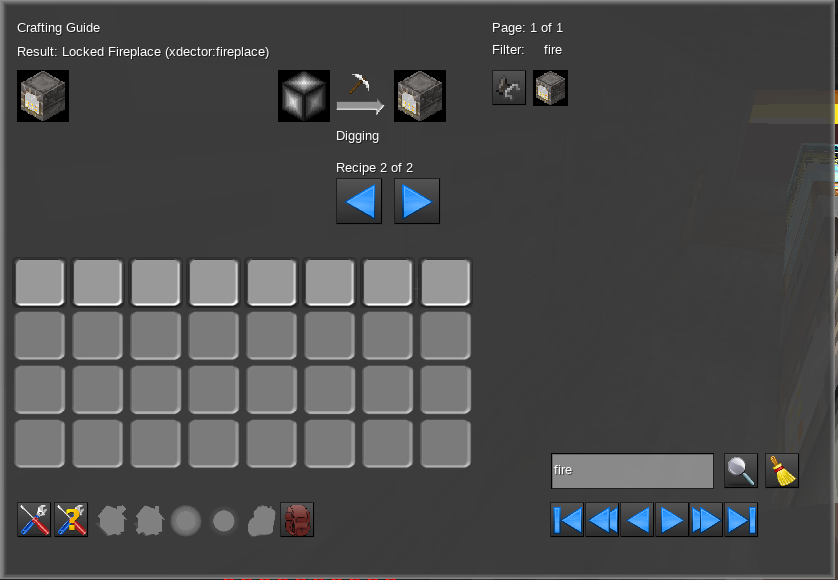 Crafting Guide
Result: Locked Fireplace (xdector:fireplace)
Digging
Recipe 2 of 2
Page: 1 of 1
Filter: fire
fire